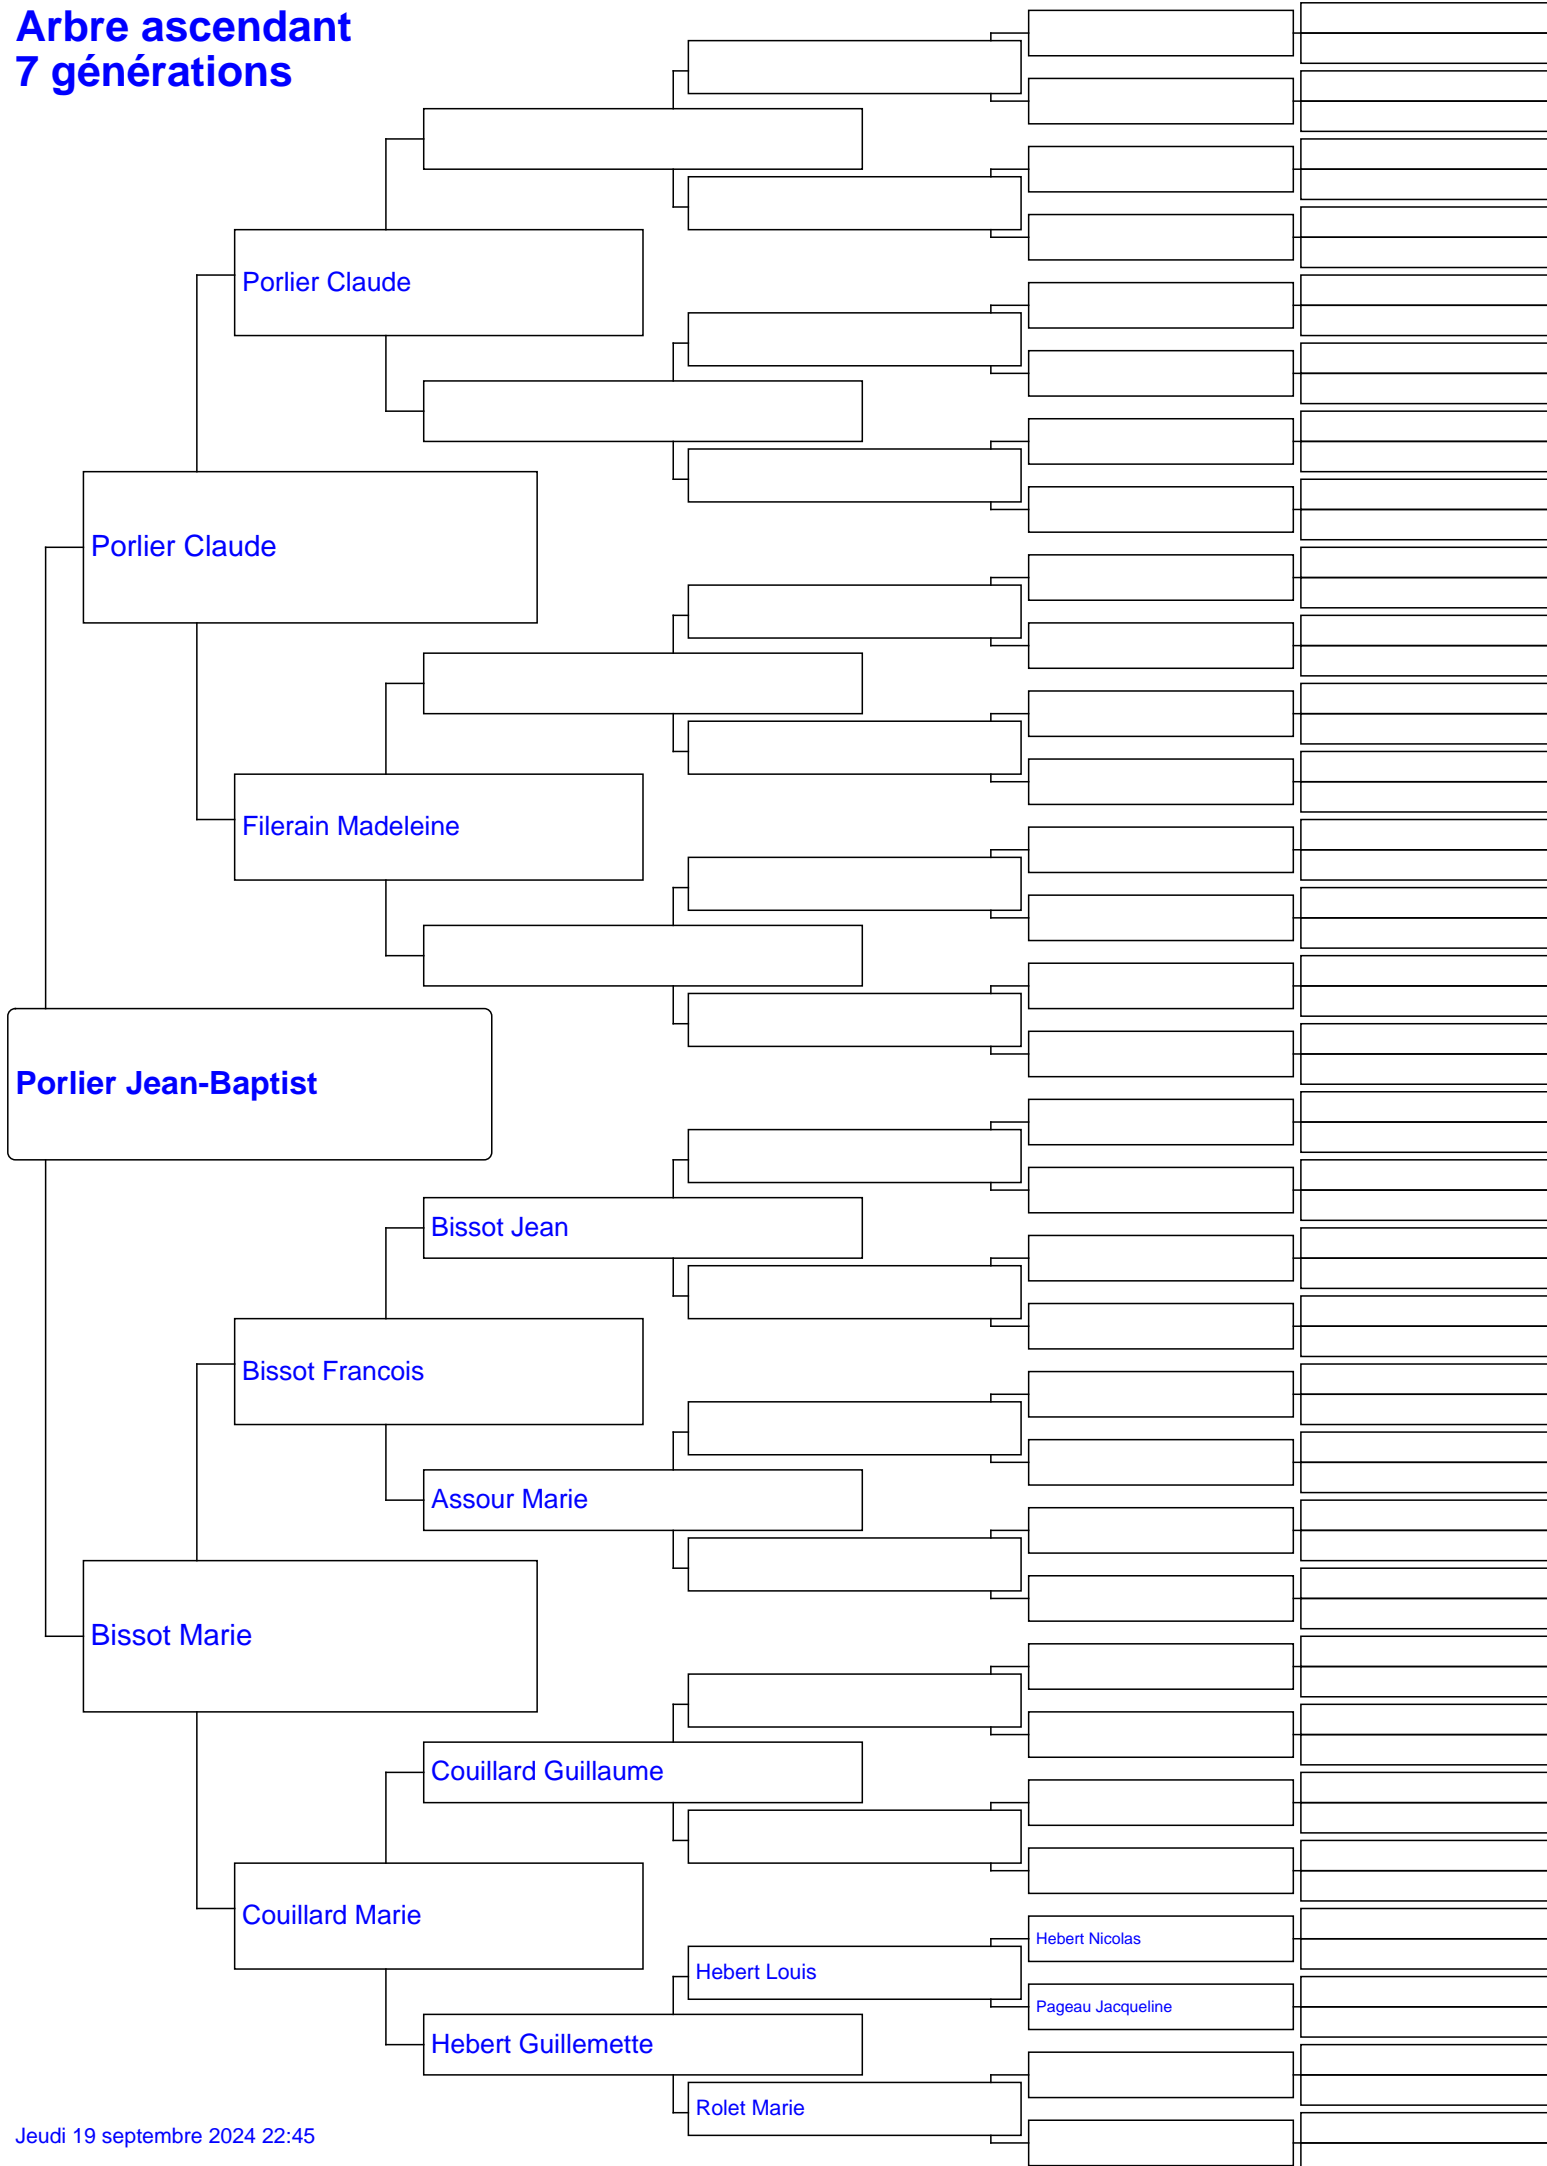 Arbre ascendant
7 générations
Porlier Claude
Porlier Claude
Filerain Madeleine
Porlier Jean-Baptist
Bissot Jean
Bissot Francois
Assour Marie
Bissot Marie
Couillard Guillaume
Couillard Marie
Hebert Nicolas
Hebert Louis
Pageau Jacqueline
Hebert Guillemette
Rolet Marie
Jeudi 19 septembre 2024 22:45